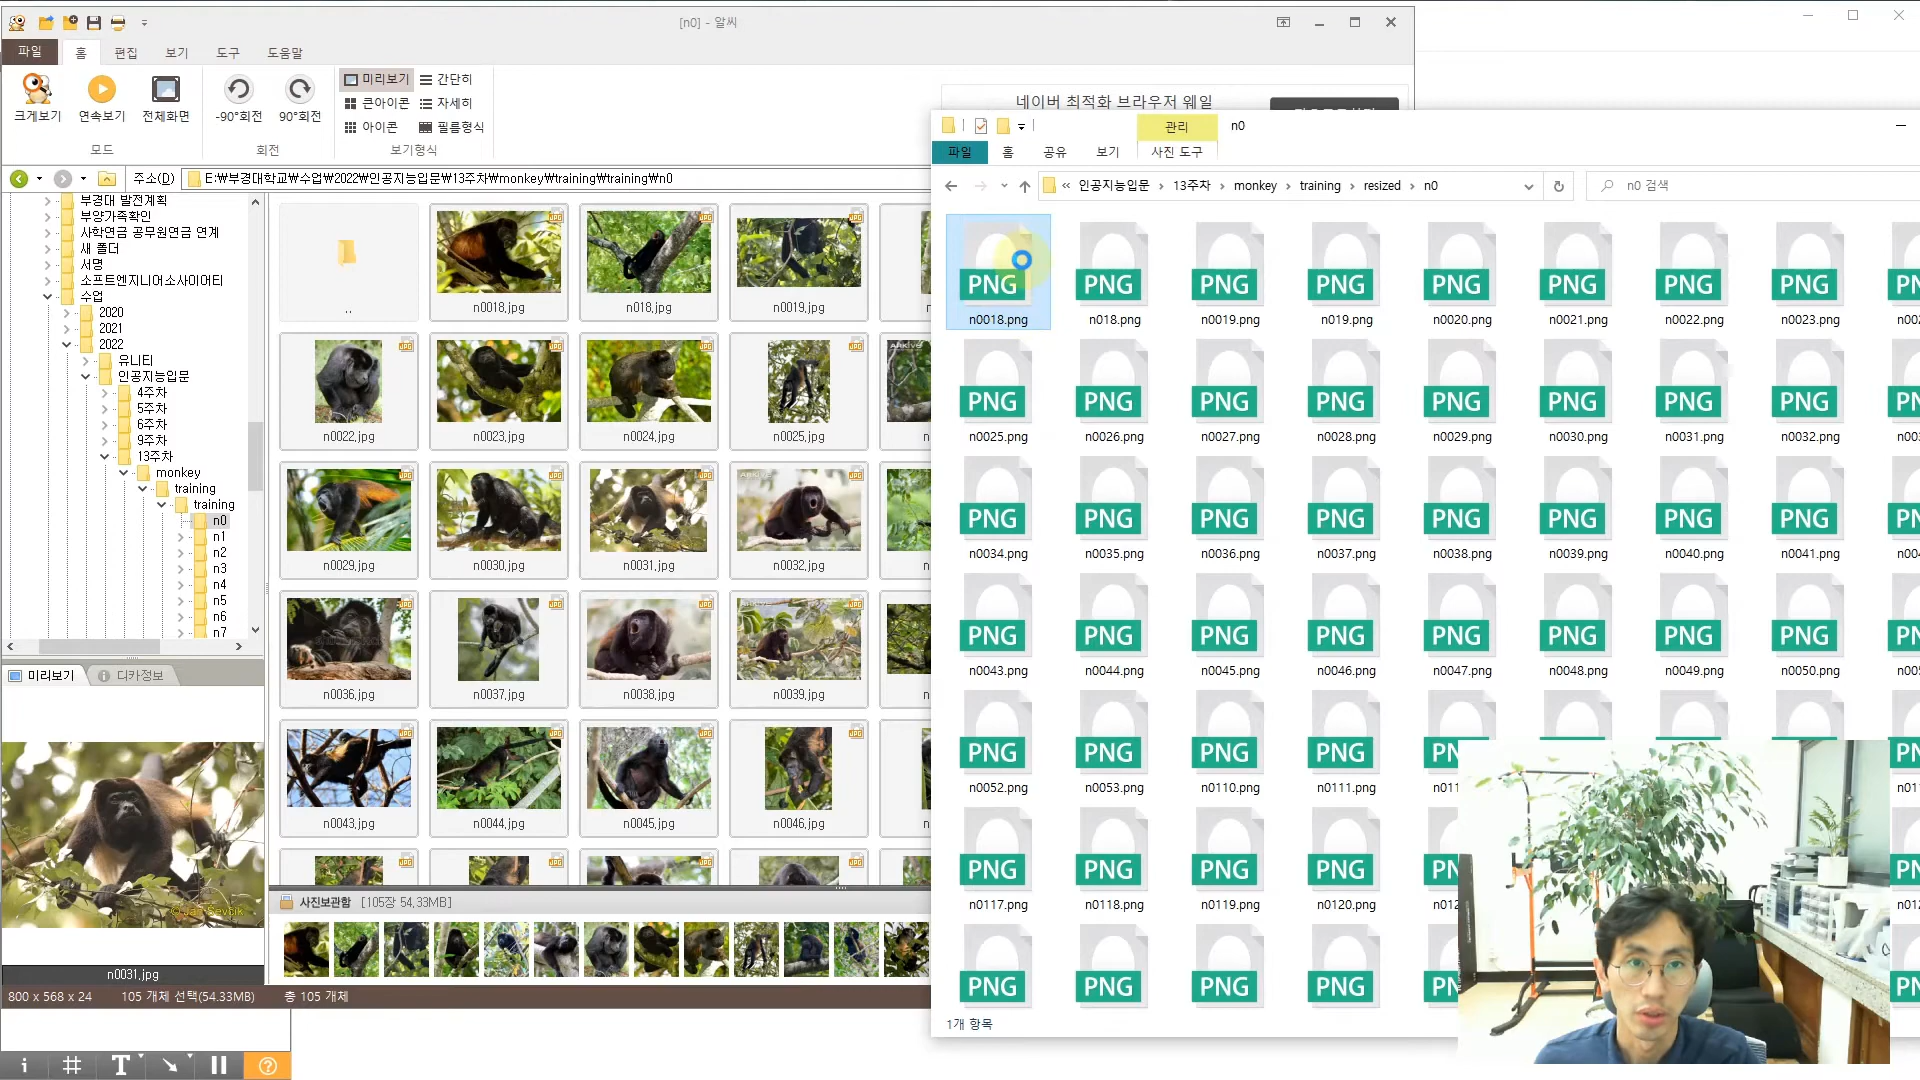 [n0] - 알씨
파일
홈
편집
보기
도구
도움말
크게보기
연속보기
전체화면
-90°회전
90°회전
미리보기
간단히
큰아이콘
자세히
아이콘
필름형식
모드
회전
보기형식
주소(D)
E:₩부경대학교₩수업₩2022₩인공지능입문₩13주차₩monkey₩training₩training₩n0
부경대 발전계획
부양가족확인
사학연금 공무원연금 연계
새 폴더
서명
소프트엔지니어소사이어티
수업
2020
2021
2022
유니티
인공지능입문
4주차
5주차
6주차
9주차
13주차
monkey
training
training
n0
n1
n2
n3
n4
n5
n6
n7
..
n0018.jpg
n018.jpg
n0019.jpg
n0022.jpg
n0023.jpg
n0024.jpg
n0025.jpg
n0029.jpg
n0030.jpg
n0031.jpg
n0032.jpg
n0036.jpg
n0037.jpg
n0038.jpg
n0039.jpg
n0043.jpg
n0044.jpg
n0045.jpg
n0046.jpg
미리보기
디카정보
n0031.jpg
사진보관함 [105장 54.33MB]
800 x 568 x 24
105 개체 선택(54.33MB)
총 105 개체
네이버 최적화 브라우저 웨일
관리
n0
파일
홈
공유
보기
사진 도구
« 인공지능입문 › 13주차 › monkey › training › resized › n0
n0 검색
n0018.png
n018.png
n0019.png
n019.png
n0020.png
n0021.png
n0022.png
n0023.png
n0025.png
n0026.png
n0027.png
n0028.png
n0029.png
n0030.png
n0031.png
n0032.png
n0034.png
n0035.png
n0036.png
n0037.png
n0038.png
n0039.png
n0040.png
n0041.png
n0043.png
n0044.png
n0045.png
n0046.png
n0047.png
n0048.png
n0049.png
n0050.png
n0052.png
n0053.png
n0110.png
n0111.png
n0117.png
n0118.png
n0119.png
n0120.png
1개 항목